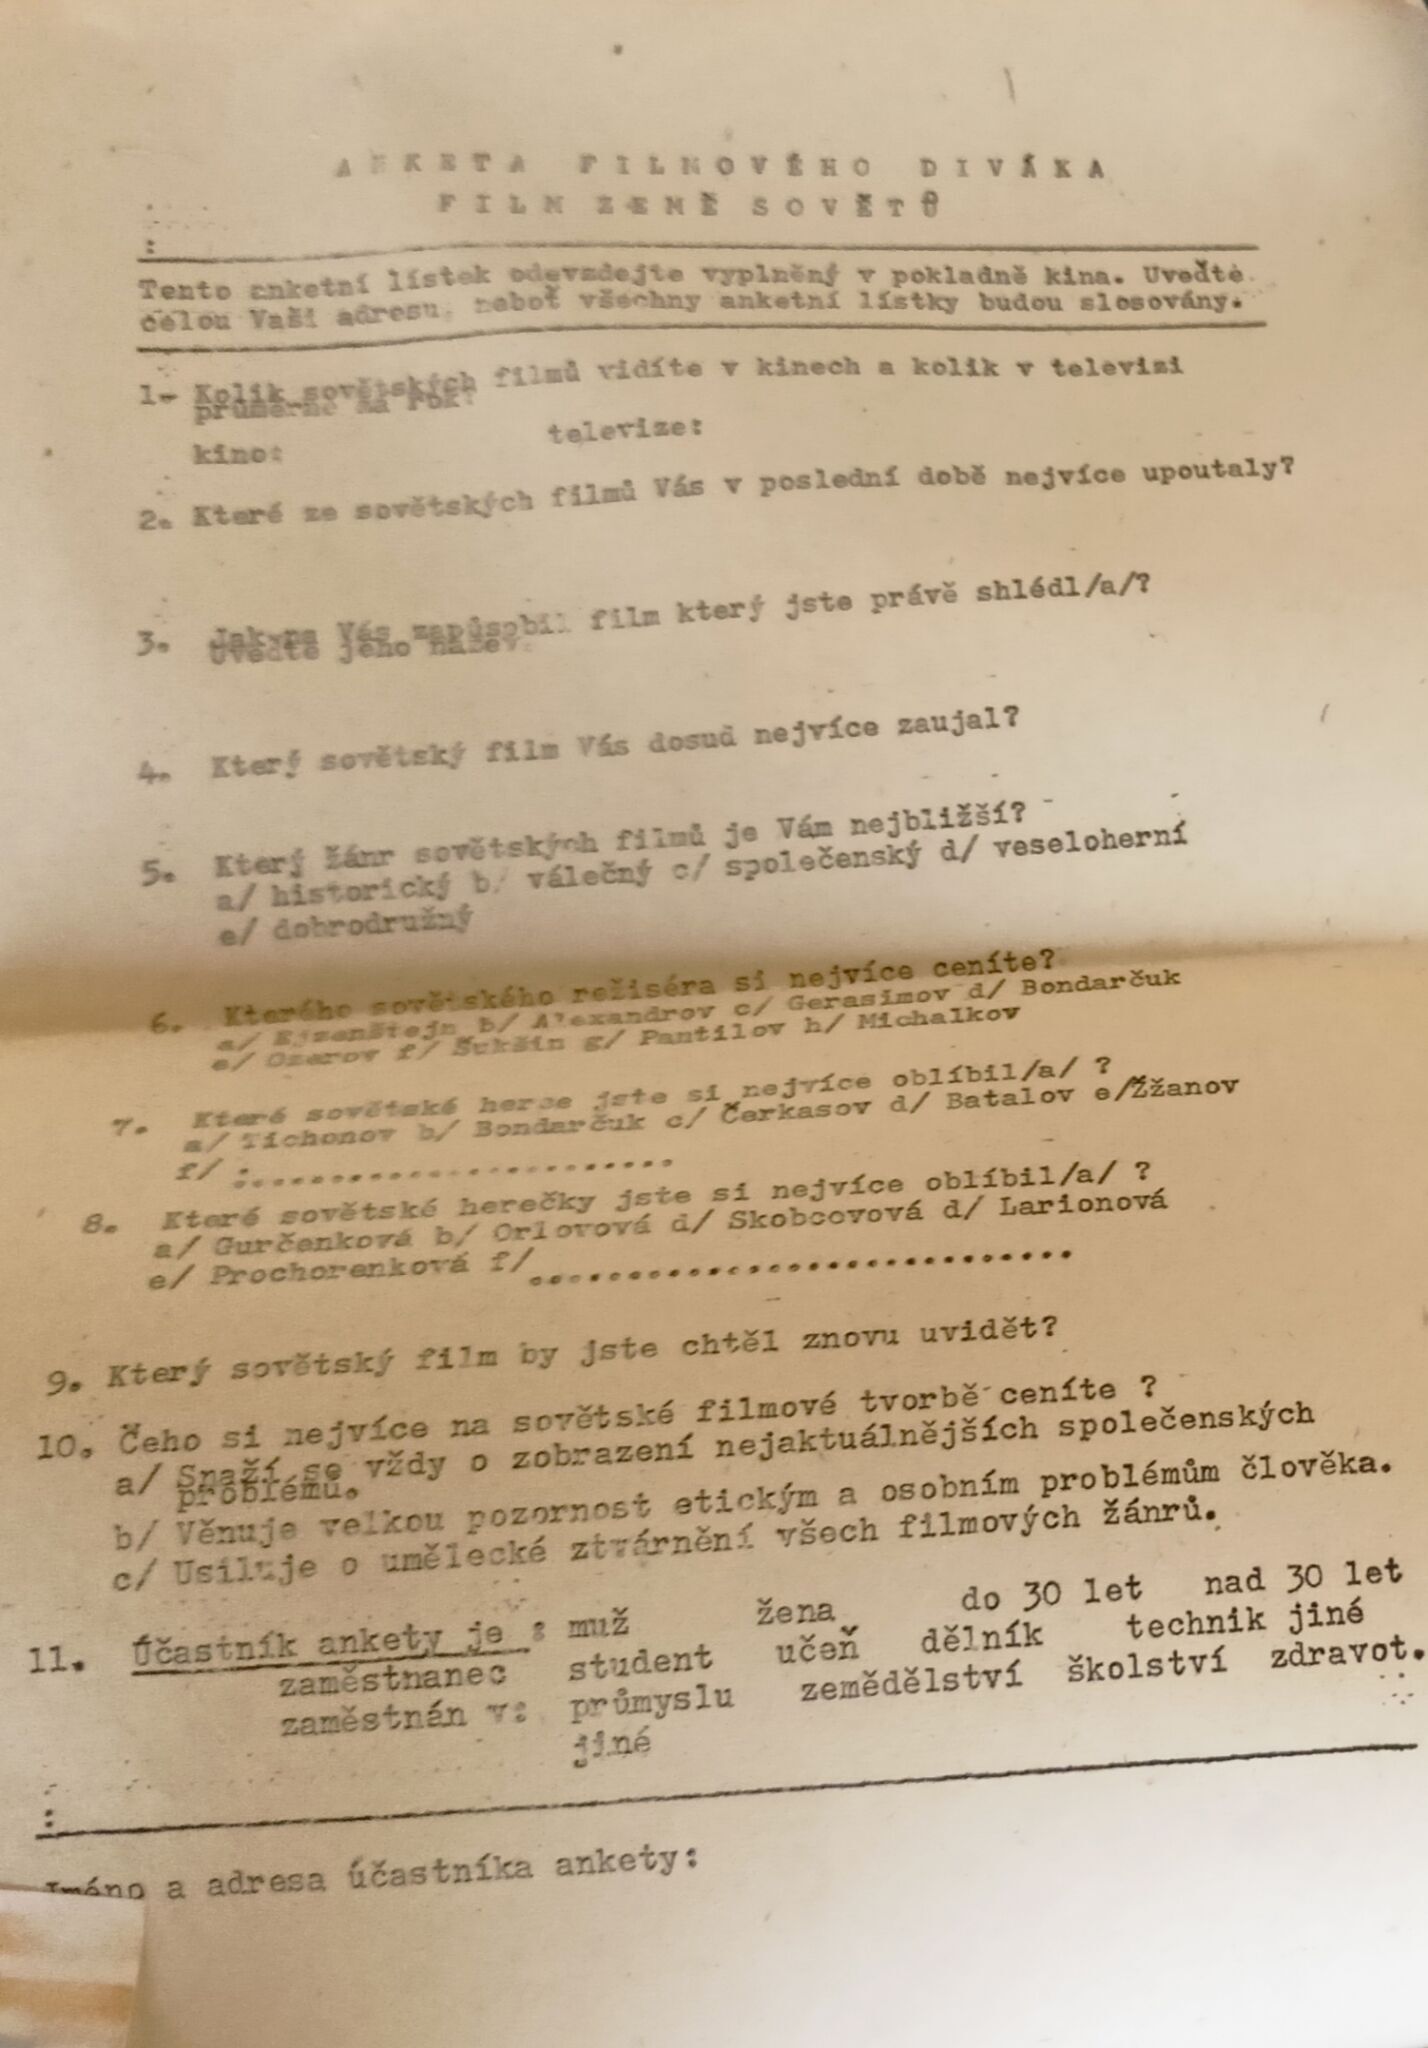 ANKETA FILMOVÉHO DIVÁKA
FILM ZEMĚ SOVĚTŮ
:
Tento anketní lístek odevzdejte vyplněný v pokladně kina. Uveďte
celou Vaši adresu, neboť všechny anketní lístky budou slosovány.
1- Kolik sovětských filmů vidíte v kinech a kolik v televizi
průměrně za rok?
kino: televize:
2. Které ze sovětských filmů Vás v poslední době nejvíce upoutaly?
3. Jak na Vás zapůsobil film který jste právě shlédl/a/?
Uveďte jeho název.
4. Který sovětský film Vás dosud nejvíce zaujal?
5. Který žánr sovětských filmů je Vám nejbližší?
a/ historický b/ válečný c/ společenský d/ veseloherní
e/ dobrodružný
6. Kterého sovětského režiséra si nejvíce ceníte?
a/ Ejzenštejn b/ Alexandrov c/ Gerasimov d/ Bondarčuk
e/ Ozerov f/ Šukšin g/ Pantilov h/ Michalkov
7. Které sovětské herce jste si nejvíce oblíbil/a/ ?
a/ Tichonov b/ Bondarčuk c/ Čerkasov d/ Batalov e/Žžanov
f/ :........................
8. Které sovětské herečky jste si nejvíce oblíbil/a/ ?
a/ Gurčenková b/ Orlovová d/ Skobcovová d/ Larionová
e/ Prochorenková f/............................
9. Který sovětský film by jste chtěl znovu uvidět?
10. Čeho si nejvíce na sovětské filmové tvorbě ceníte ?
a/ Snaží se vždy o zobrazení nejaktuálnějších společenských
problémů.
b/ Věnuje velkou pozornost etickým a osobním problémům člověka.
c/ Usiluje o umělecké ztvárnění všech filmových žánrů.
11. Účastník ankety je : muž žena do 30 let nad 30 let
zaměstnanec student učeň dělník technik jiné
zaměstnán v: průmyslu zemědělství školství zdravot.
jiné
:
Jméno a adresa účastníka ankety: